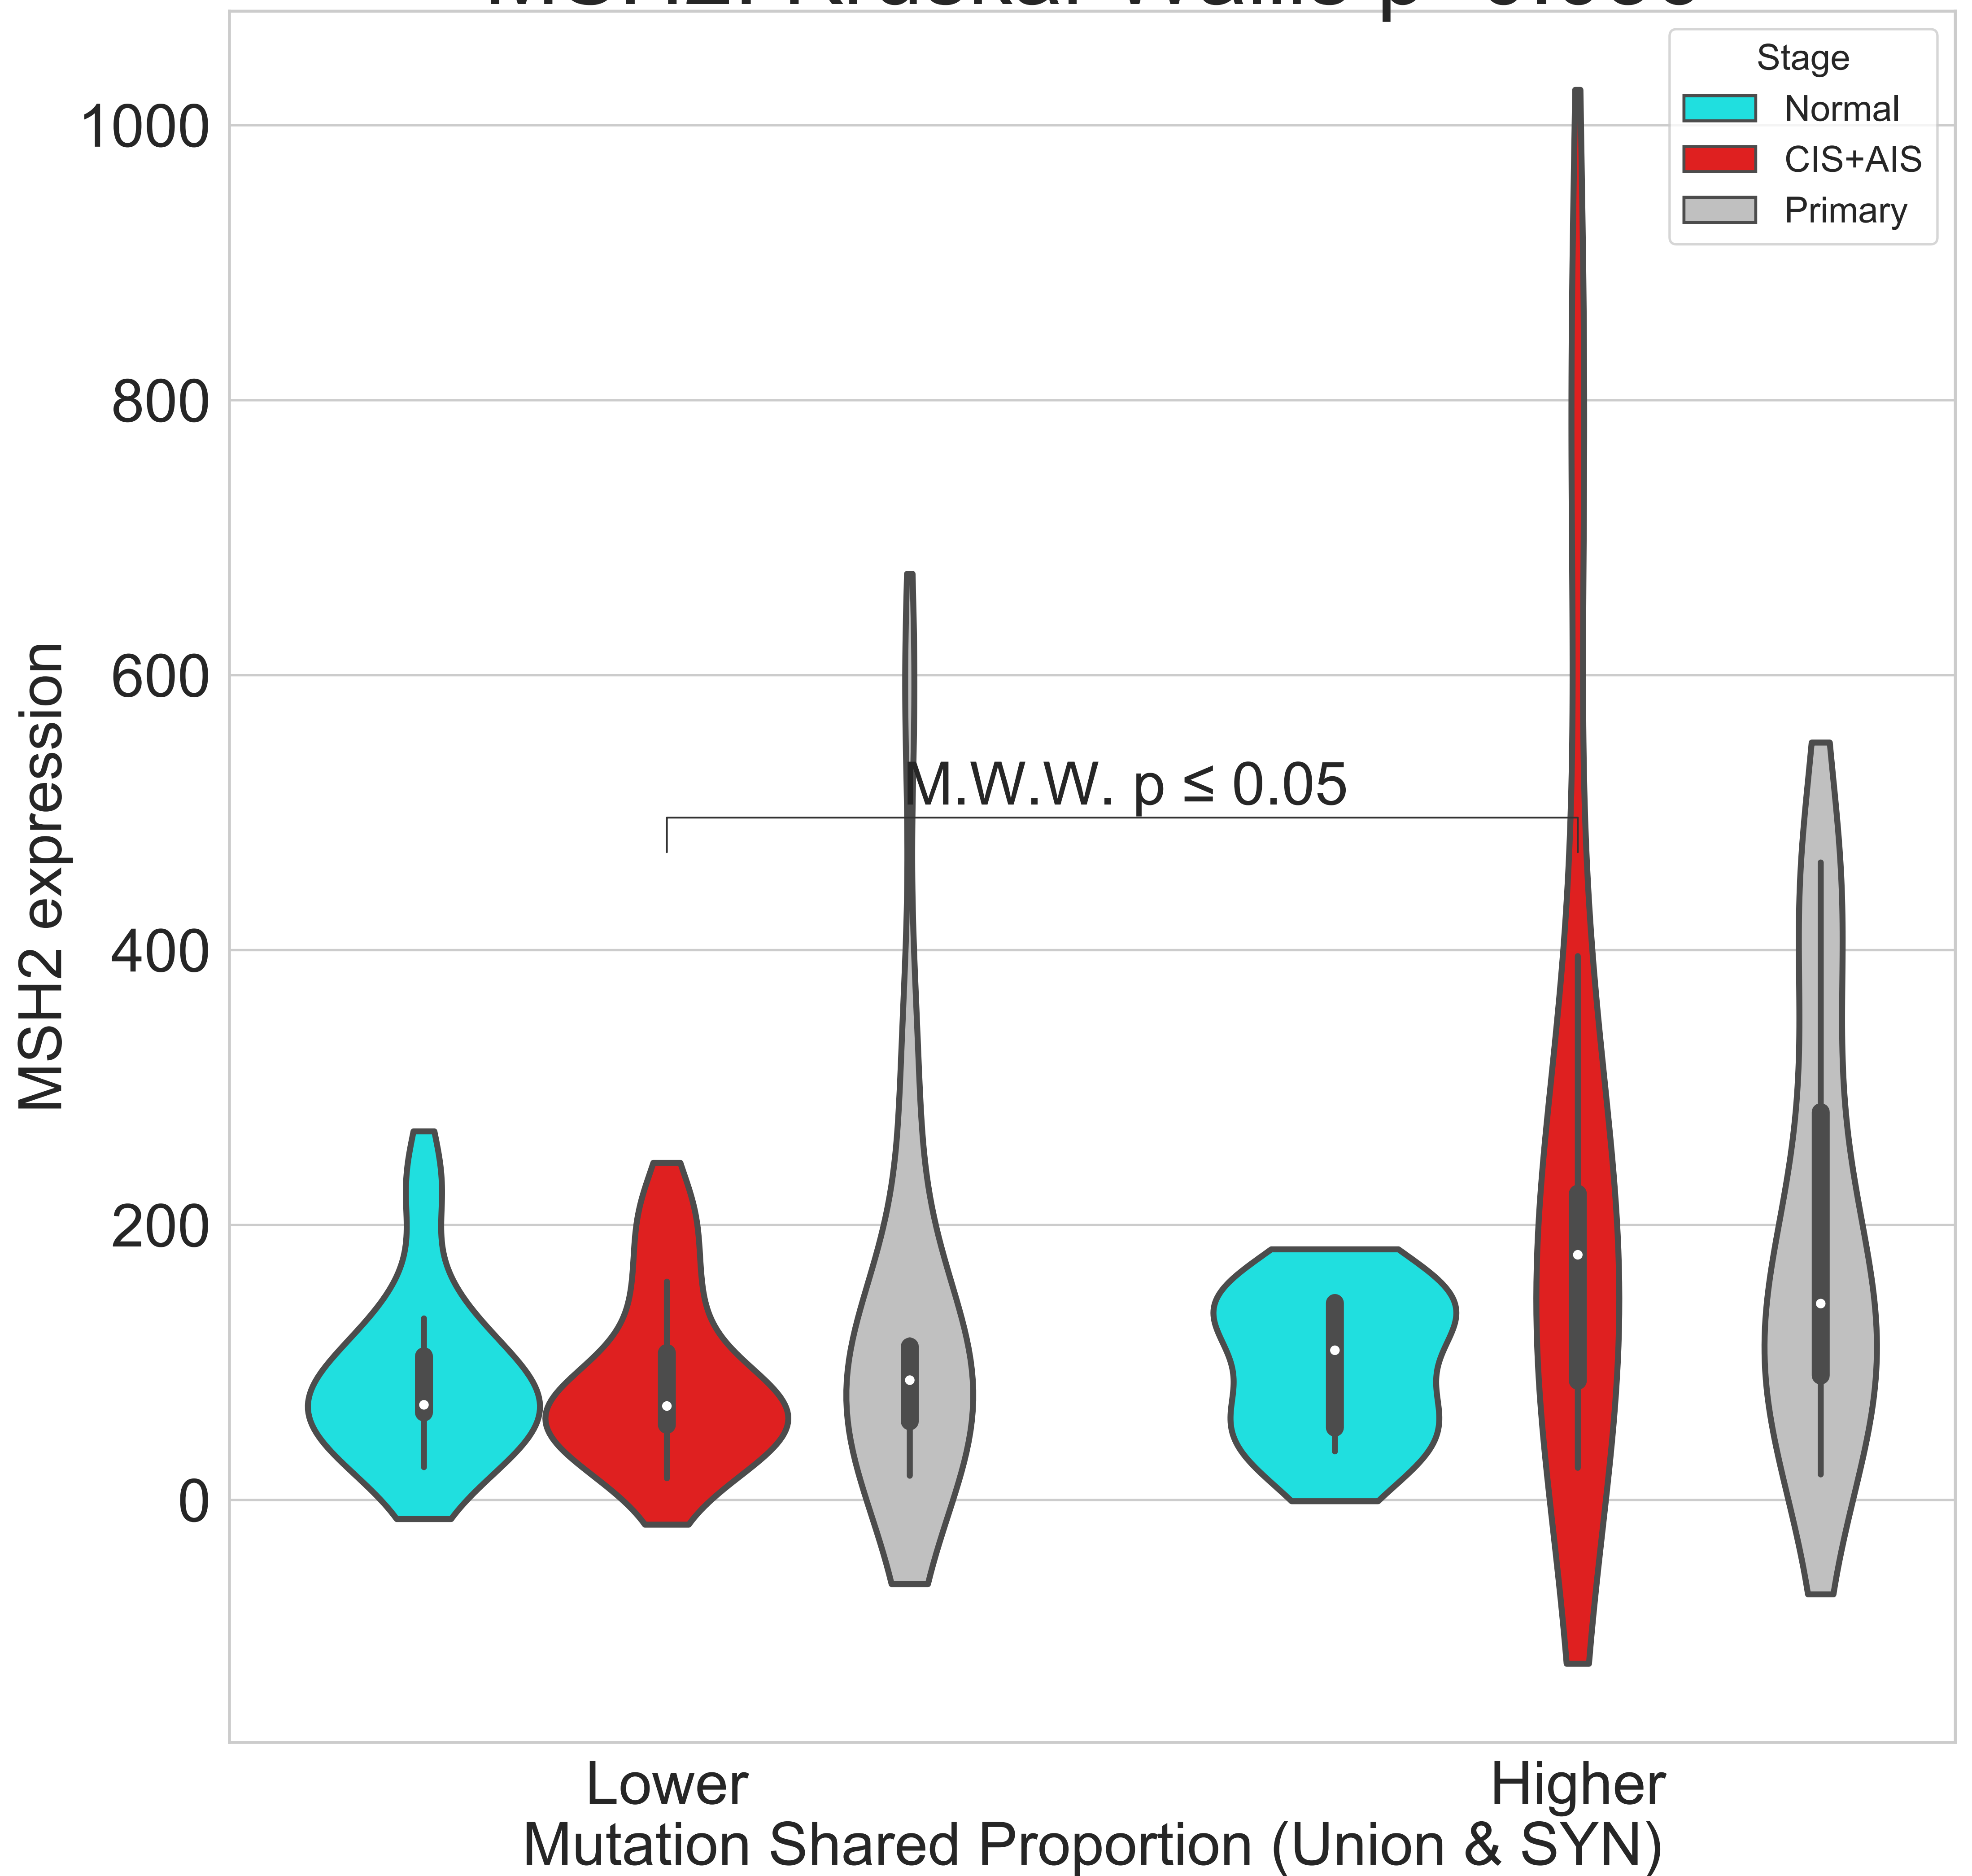 Stage
Normal
CIS+AIS
Primary
1000
800
600
400
200
0
MSH2 expression
M.W.W. p ≤ 0.05
Lower
Higher
Mutation Shared Proportion (Union & SYN)